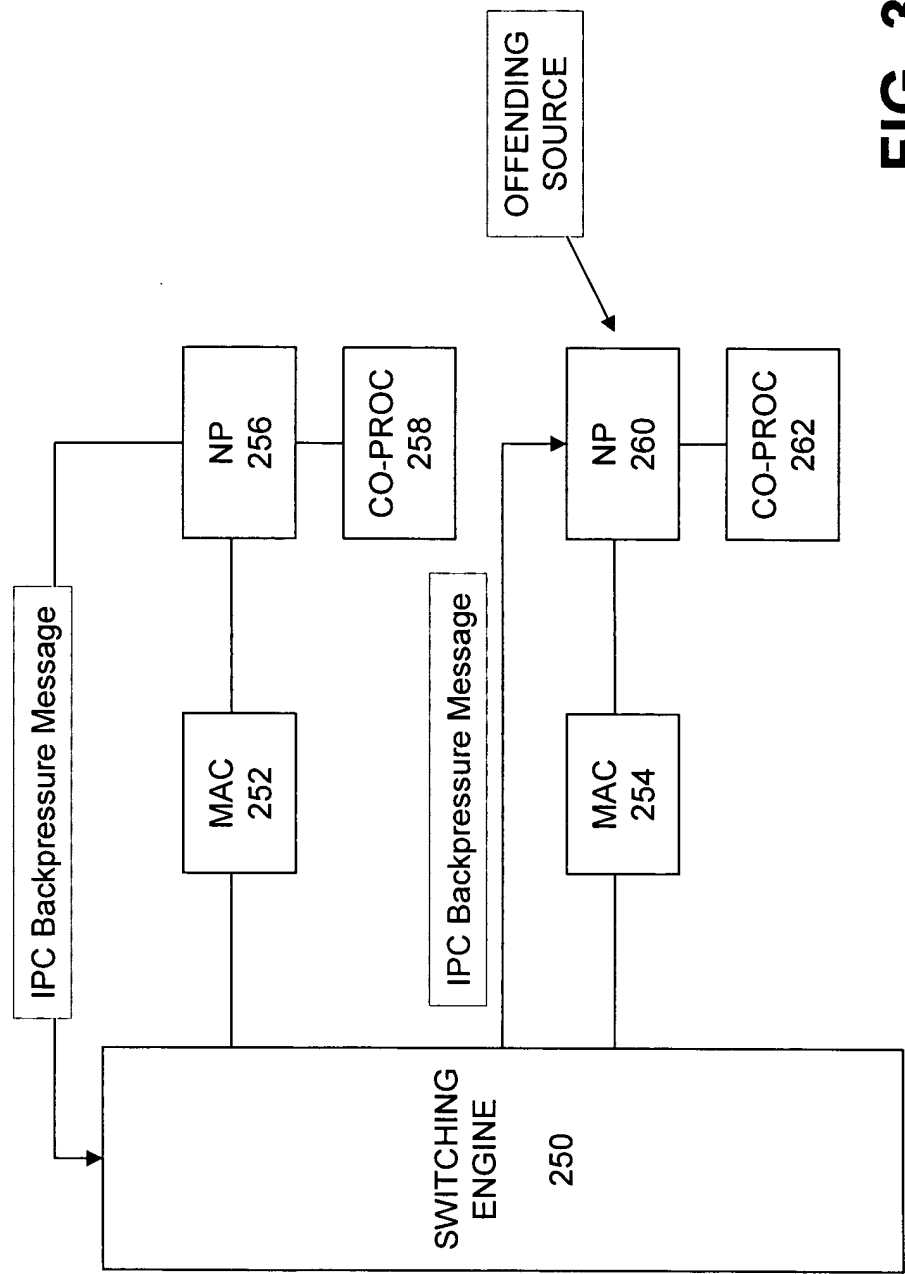 IPC Backpressure Message
SWITCHING
ENGINE
250
MAC
252
NP
256
CO-PROC
258
IPC Backpressure Message
MAC
254
NP
260
CO-PROC
262
OFFENDING
SOURCE
FIG. 3